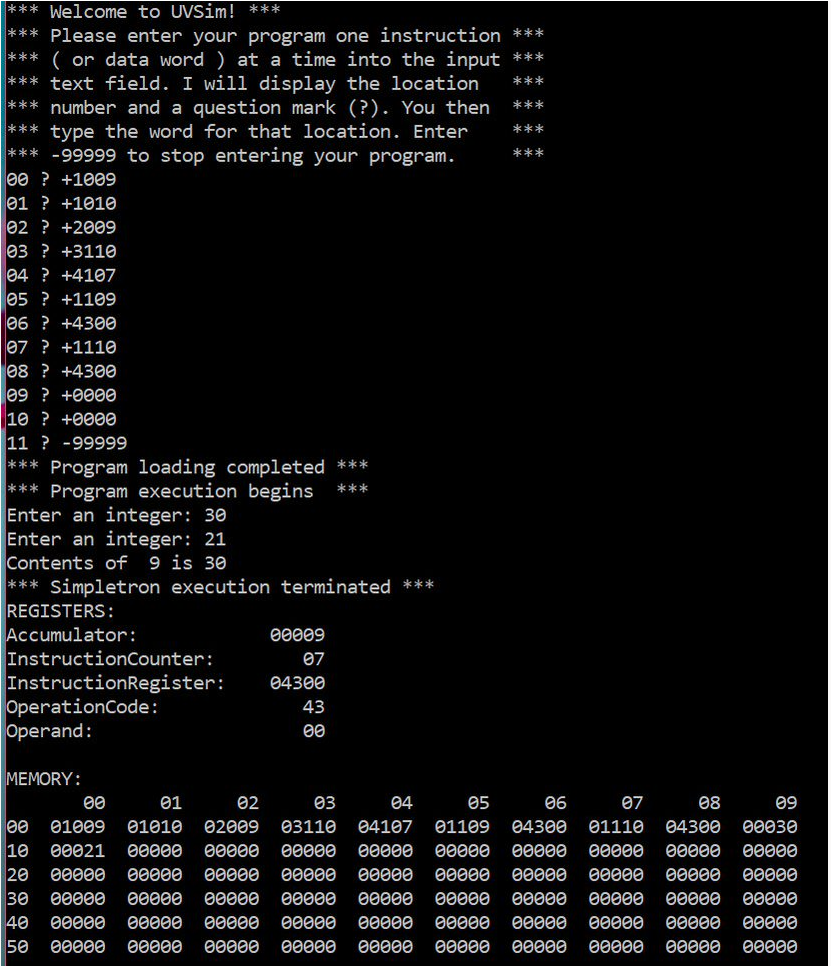 *** Welcome to UVSim! ***
*** Please enter your program one instruction ***
*** ( or data word ) at a time into the input ***
*** text field. I will display the location   ***
*** number and a question mark (?). You then  ***
*** type the word for that location. Enter    ***
*** -99999 to stop entering your program.     ***
00 ? +1009
01 ? +1010
02 ? +2009
03 ? +3110
04 ? +4107
05 ? +1109
06 ? +4300
07 ? +1110
08 ? +4300
09 ? +0000
10 ? +0000
11 ? -99999
*** Program loading completed ***
*** Program execution begins  ***
Enter an integer: 30
Enter an integer: 21
Contents of  9 is 30
*** Simpletron execution terminated ***
REGISTERS:
Accumulator:            00009
InstructionCounter:        07
InstructionRegister:    04300
OperationCode:             43
Operand:                   00
MEMORY:
       00     01     02     03     04     05     06     07     08     09
00  01009  01010  02009  03110  04107  01109  04300  01110  04300  00030
10  00021  00000  00000  00000  00000  00000  00000  00000  00000  00000
20  00000  00000  00000  00000  00000  00000  00000  00000  00000  00000
30  00000  00000  00000  00000  00000  00000  00000  00000  00000  00000
40  00000  00000  00000  00000  00000  00000  00000  00000  00000  00000
50  00000  00000  00000  00000  00000  00000  00000  00000  00000  00000